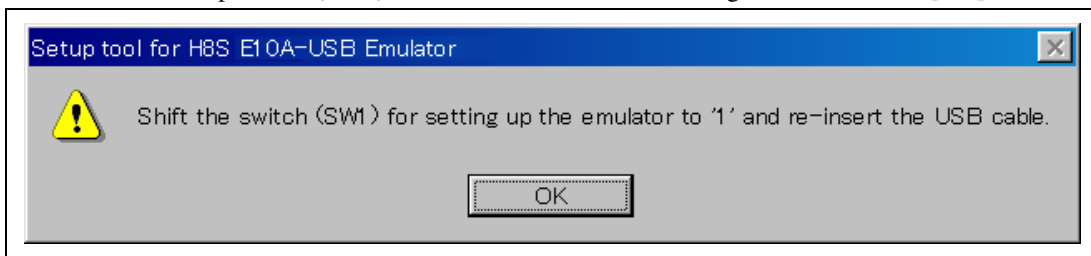 Setup tool for H8S E10A-USB Emulator
Shift the switch (SW1) for setting up the emulator to '1' and re-insert the USB cable.
OK